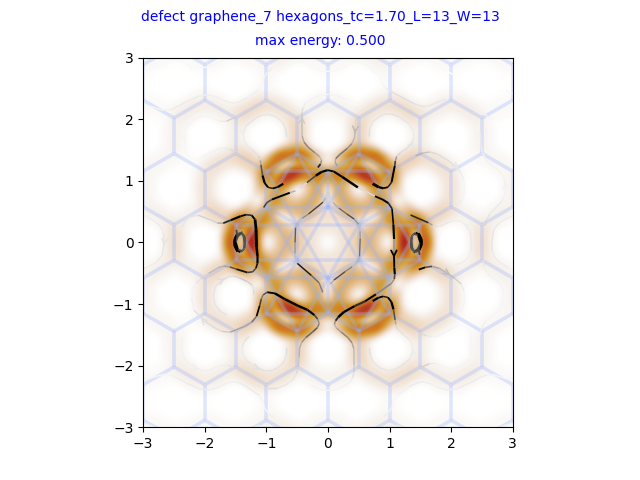 defect graphene_7 hexagons_tc=1.70_L=13_W=13
max energy: 0.500
3
2
1
0
−1
−2
−3
−3 −2 −1 0 1 2 3